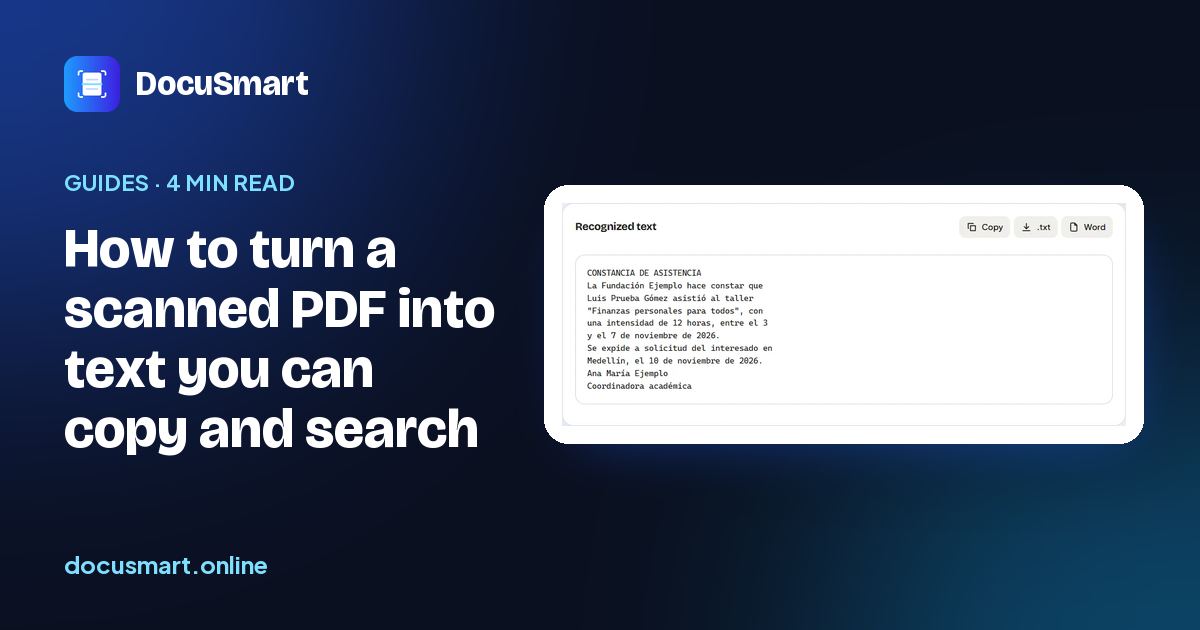 DocuSmart
GUIDES · 4 MIN READ
How to turn a
scanned PDF into
text you can
copy and search
docusmart.online
Recognized text
Copy
.txt
Word
CONSTANCIA DE ASISTENCIA
La Fundación Ejemplo hace constar que
Luis Prueba Gómez asistió al taller
"Finanzas personales para todos", con
una intensidad de 12 horas, entre el 3
y el 7 de noviembre de 2026.
Se expide a solicitud del interesado en
Medellín, el 10 de noviembre de 2026.
Ana María Ejemplo
Coordinadora académica